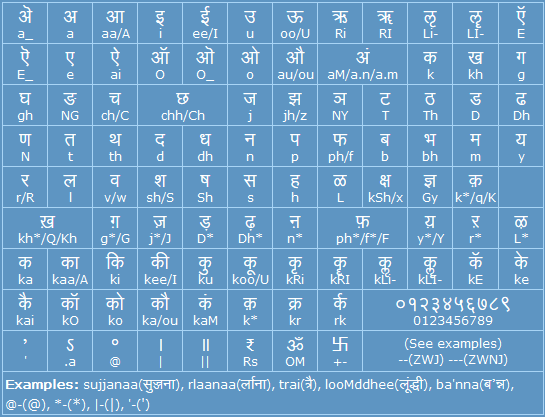 ऄ अ आ इ ई उ ऊ ऋ ॠ ऌ ॡ ऍ
a_ a aa/A i ee/I u oo/U Ri RI Li- LI- E
ऎ ए ऐ ऑ ऒ ओ औ अं क ख ग
E_ e ai O O_ o au/ou aM/a.n/a.m k kh g
घ ङ च छ ज झ ञ ट ठ ड ढ
gh NG ch/C chh/Ch j jh/z NY T Th D Dh
ण त थ द ध न प फ ब भ म य
N t th d dh n p ph/f b bh m y
र ल व श ष स ह ळ क्ष ज्ञ क़
r/R l v/w sh/S Sh s h L kSh/x Gy k*/q/K
ख़ ग़ ज़ ड़ ढ़ ऩ फ़ य़ ऱ ऴ
kh*/Q/Kh g*/G j*/J D* Dh* n* ph*/f*/F y*/Y r* L*
क का कि की कु कू कृ कॄ कॢ कॣ कॅ के
ka kaa/A ki kee/I ku koo/U kRi kRI kLi- kLI- kE ke
कै कॉ को कौ कं क़ क्र र्क ०१२३४५६७८९
kai kO ko ka/ou kaM k* kr rk 0123456789
ʼ ऽ ॰ । ॥ ₹ ॐ 卐 (See examples)
' .a @ | || Rs OM +- --(ZWJ) ---(ZWNJ)
Examples: sujjanaa(सुज्जना), rlaanaa(र्लाना), trai(त्रै), looMddhee(लूंद्धी), ba'nna(बʼन्न),
@-(@), *-(*), |-(|), '-(')